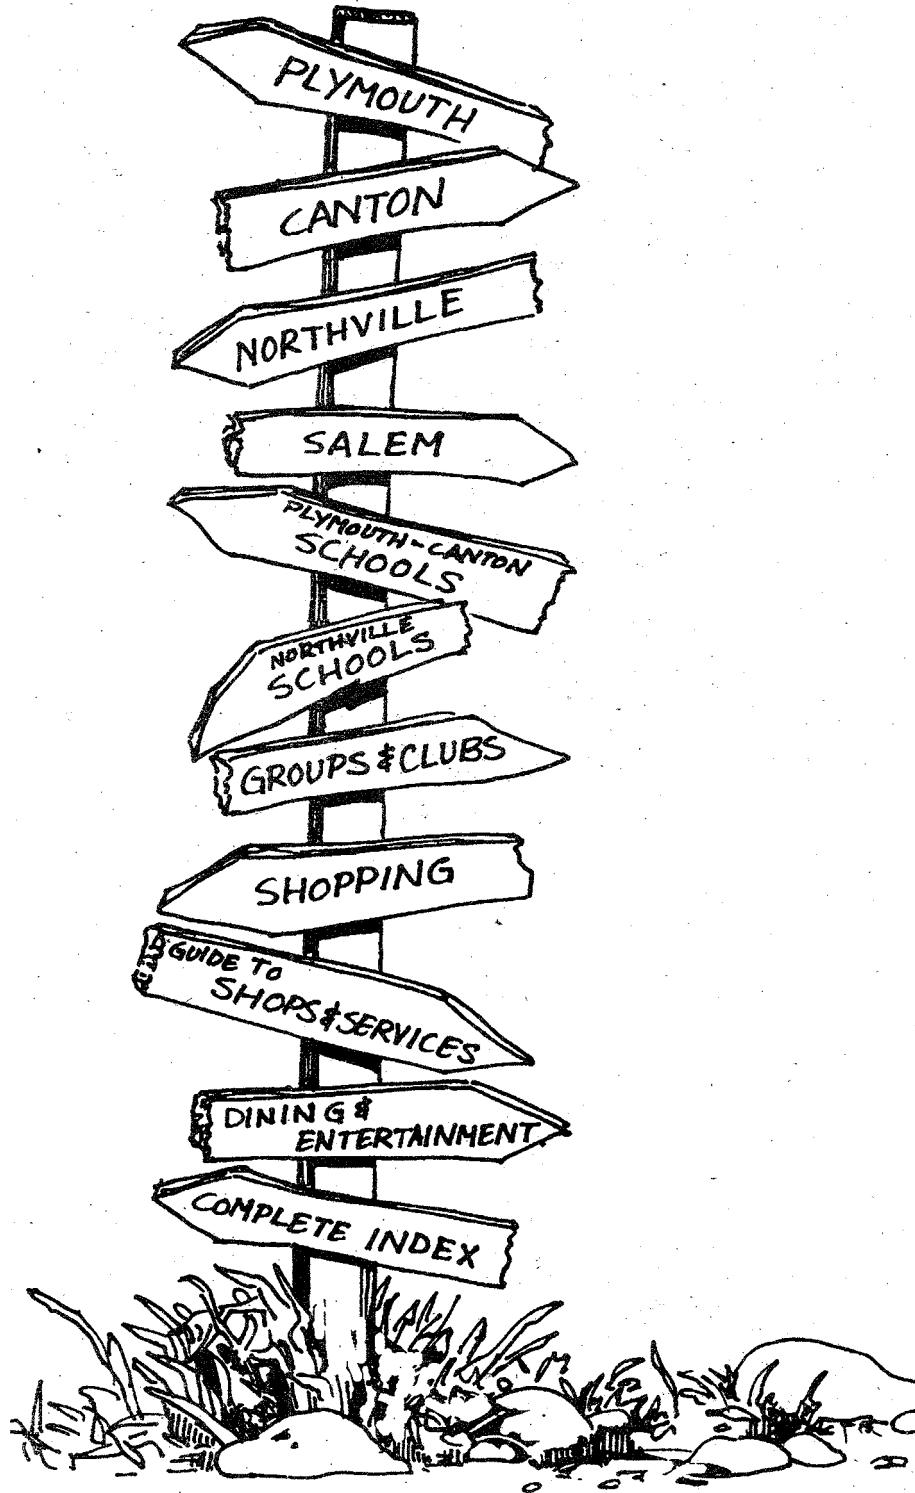 PLYMOUTH
CANTON
NORTHVILLE
SALEM
PLYMOUTH-CANTON
SCHOOLS
NORTHVILLE
SCHOOLS
GROUPS & CLUBS
SHOPPING
GUIDE TO
SHOPS & SERVICES
DINING &
ENTERTAINMENT
COMPLETE INDEX